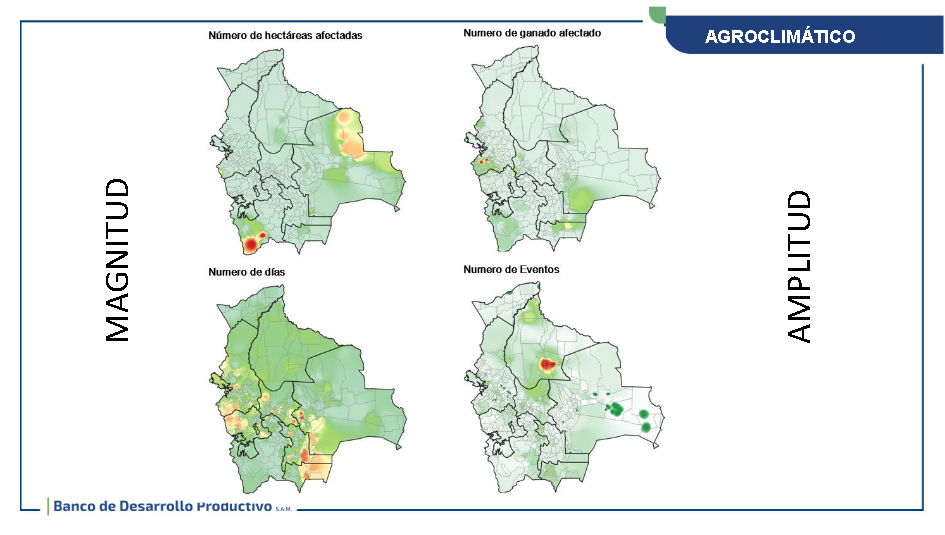 AGROCLIMÁTICO
Número de hectáreas afectadas
Numero de ganado afectado
MAGNITUD
AMPLITUD
Numero de días
Numero de Eventos
Banco de Desarrollo Productivo S.A.M.